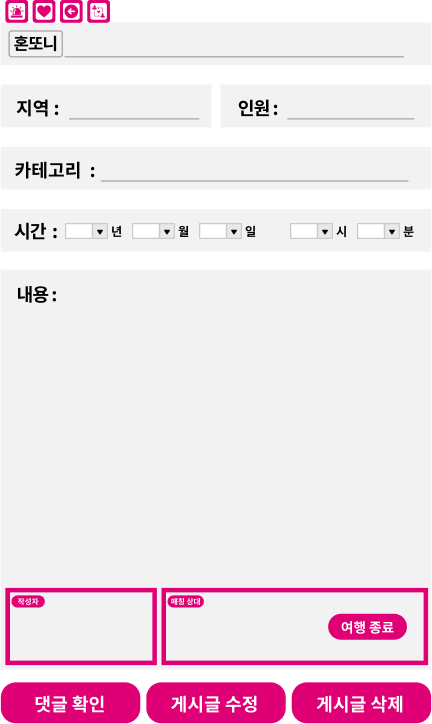 혼또니
지역 : 인원 :
카테고리 :
시간 : 년 월 일 시 분
내용 :
작성자 매칭 상대
여행 종료
댓글 확인 게시글 수정 게시글 삭제